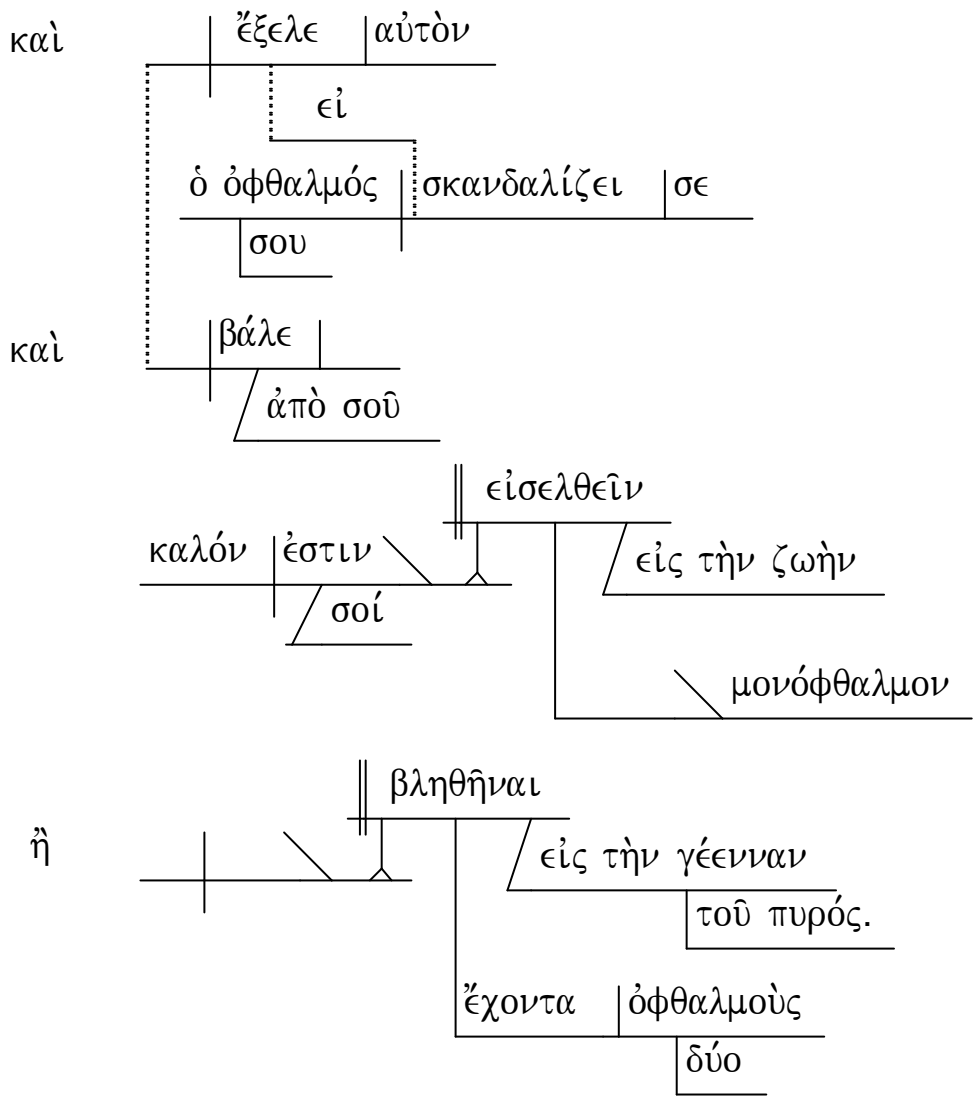 καὶ ἔξελε αὐτὸν
εἰ
ὁ ὀφθαλμός σκανδαλίζει σε
σου
καὶ βάλε
ἀπὸ σοῦ
εἰσελθεῖν
καλόν ἐστιν εἰς τὴν ζωὴν
σοί
μονόφθαλμον
βληθῆναι
ἢ εἰς τὴν γέενναν
τοῦ πυρός.
ἔχοντα ὀφθαλμοὺς
δύο